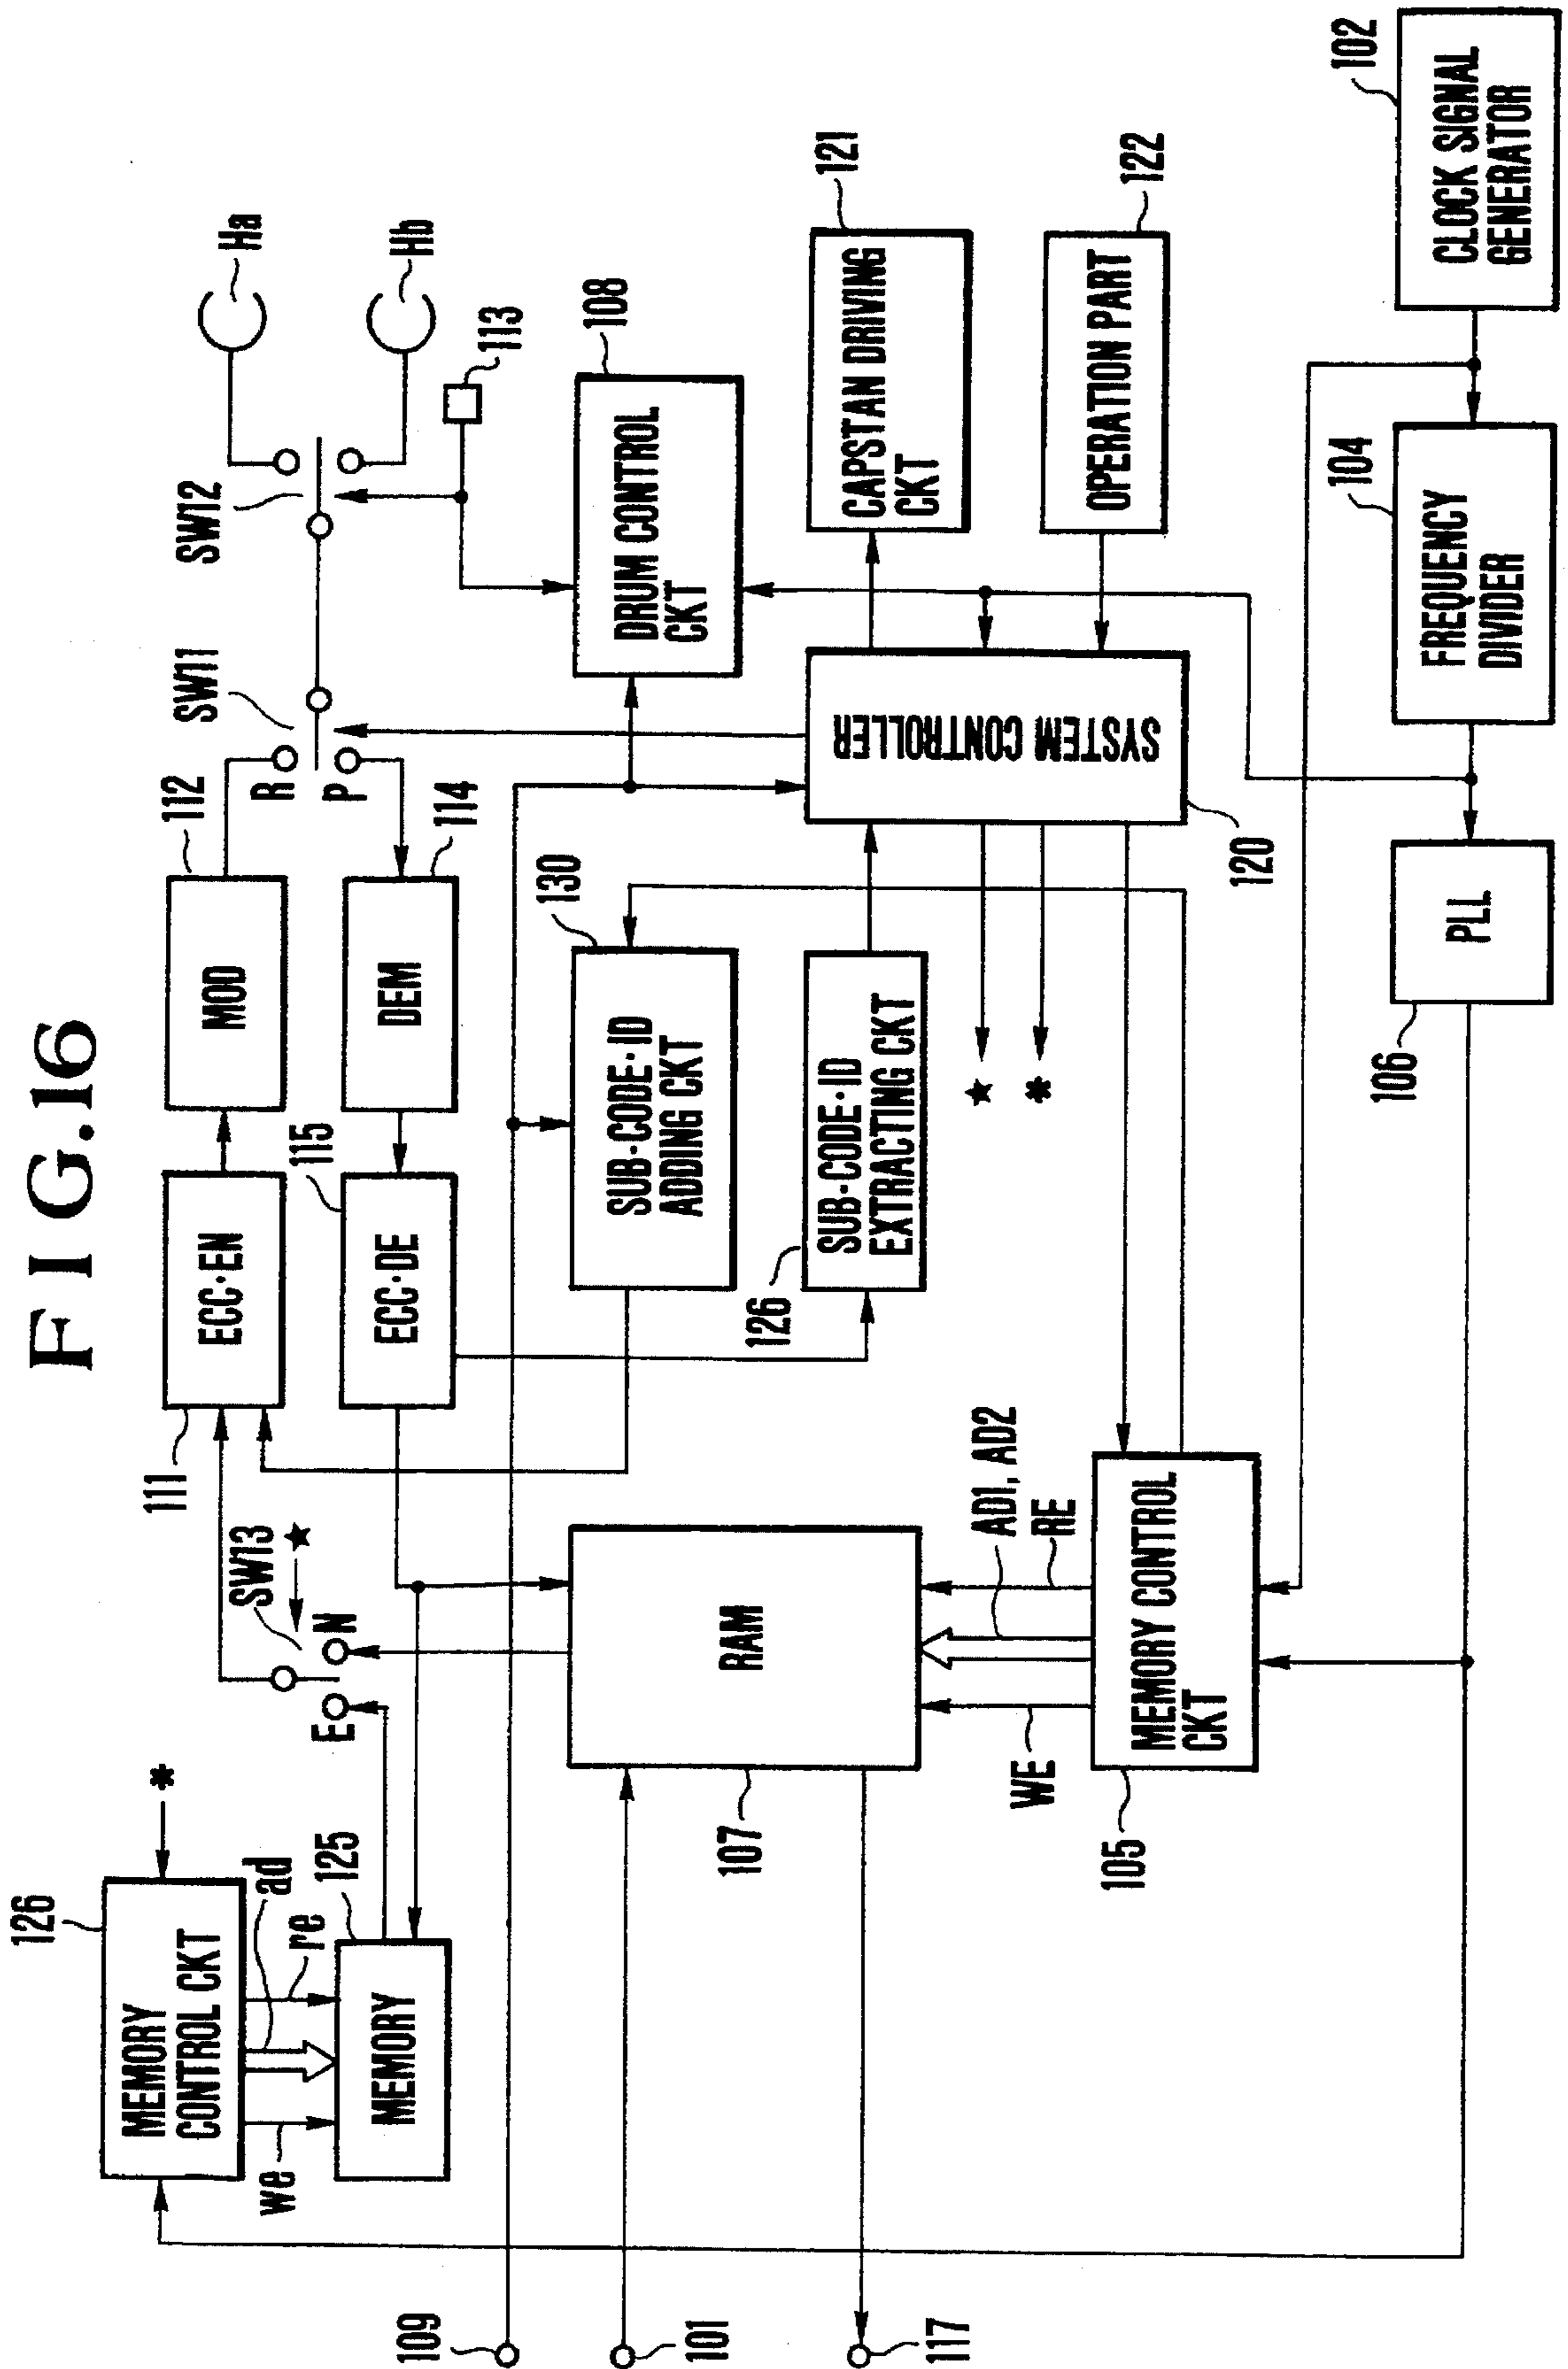 FIG.16
126
MEMORY
CONTROL CKT
*
we
ad
re
125
MEMORY
E
N
SW13
★
111
ECC·EN
112
MOD
R
P
SW11
SW12
Ha
Hb
113
115
ECC·DE
114
DEM
109
101
117
107
RAM
130
SUB-CODE·ID
ADDING CKT
108
DRUM CONTROL
CKT
126
SUB-CODE·ID
EXTRACTING CKT
★
*
SYSTEM CONTROLLER
120
121
CAPSTAN DRIVING
CKT
122
OPERATION PART
WE
AD1, AD2
RE
105
MEMORY CONTROL
CKT
106
PLL
104
FREQUENCY
DIVIDER
102
CLOCK SIGNAL
GENERATOR